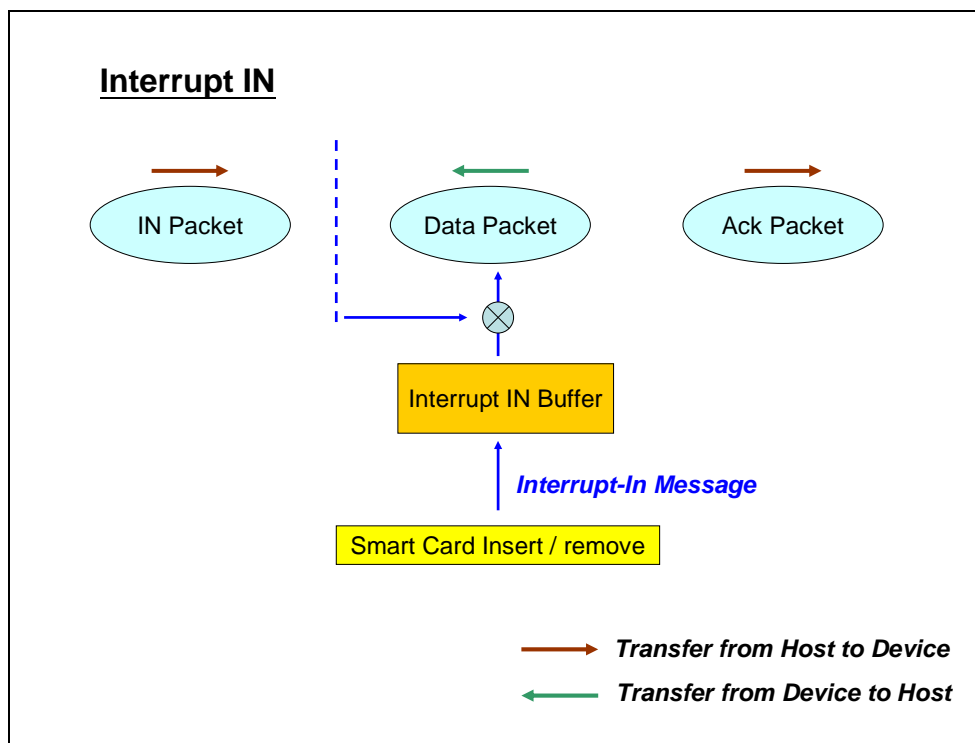 Interrupt IN
IN Packet
Data Packet
Ack Packet
Interrupt IN Buffer
Interrupt-In Message
Smart Card Insert / remove
Transfer from Host to Device
Transfer from Device to Host